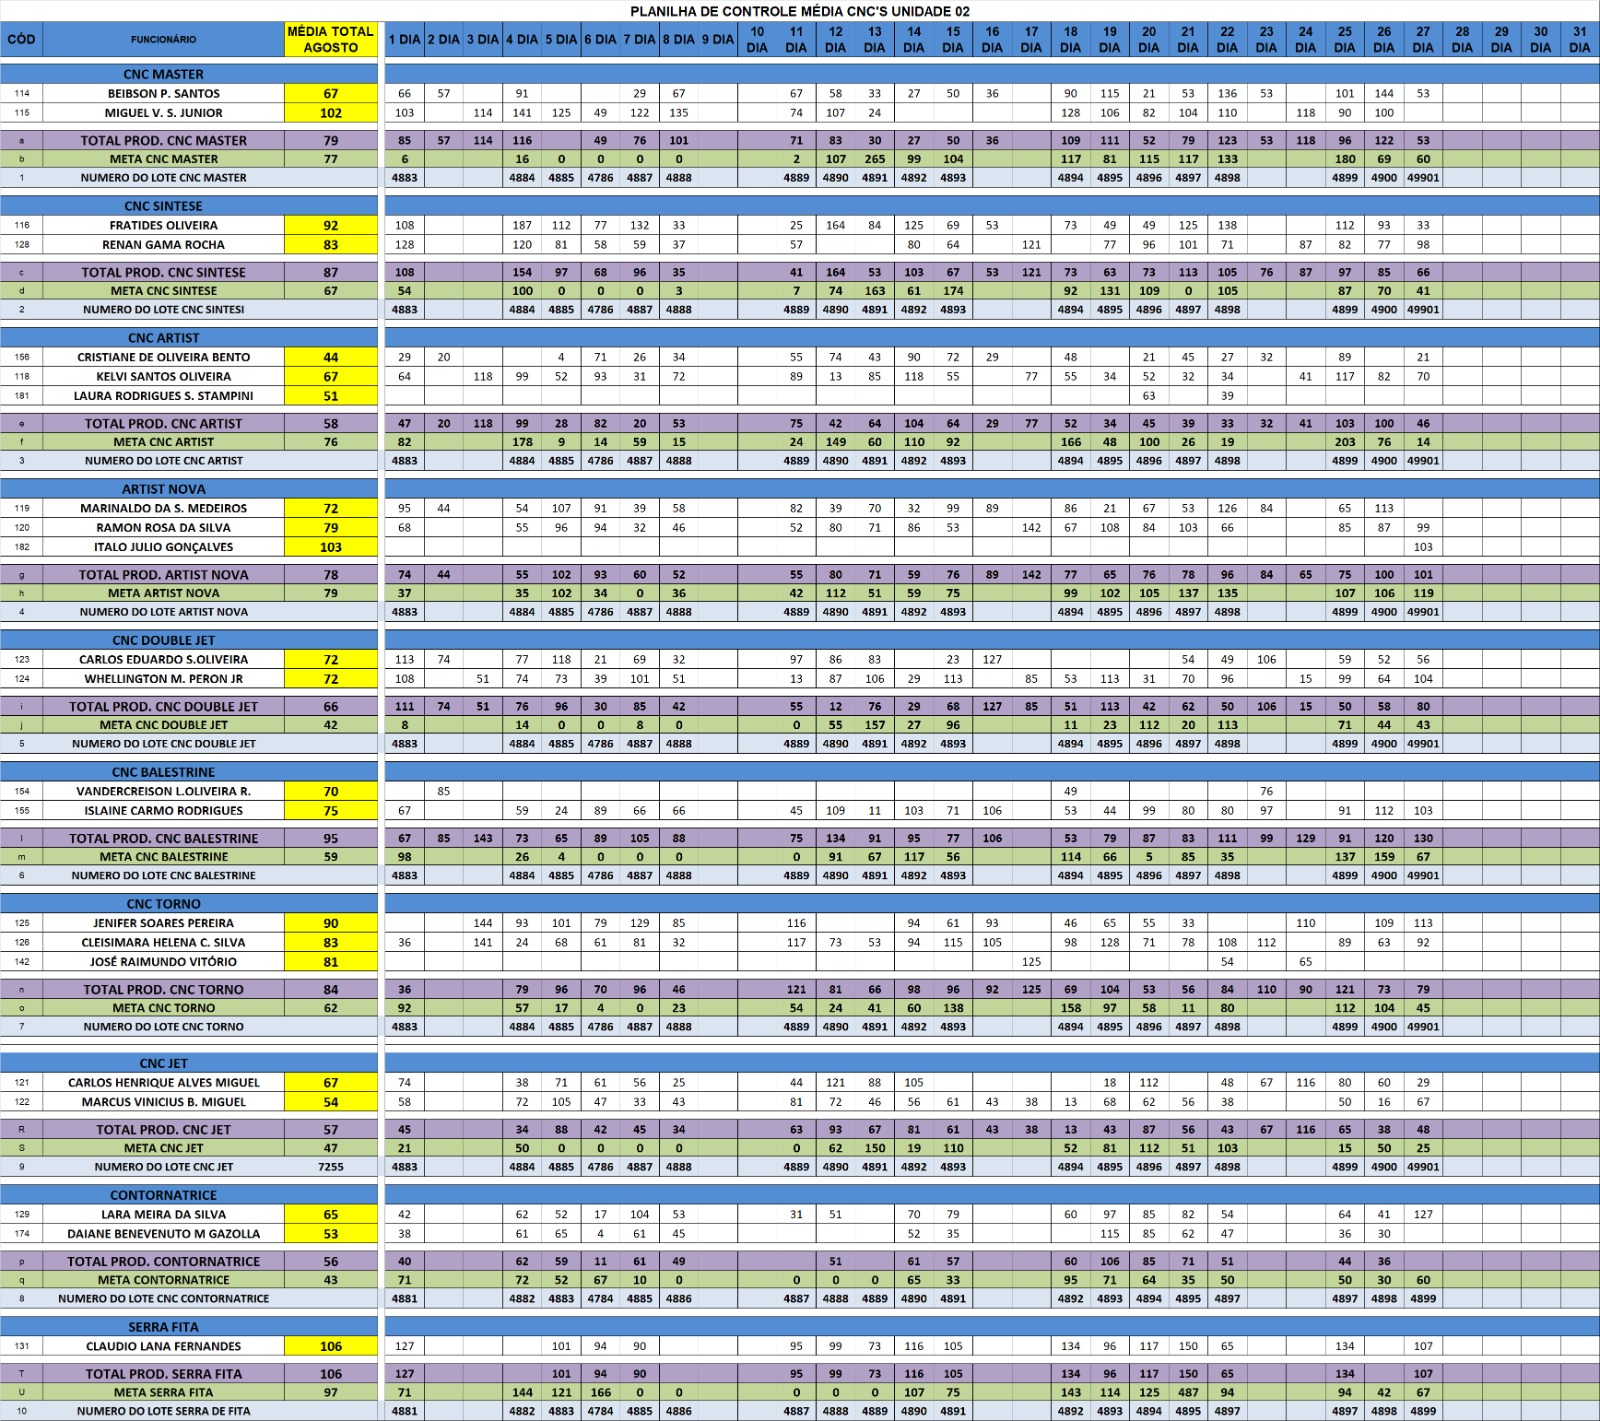 PLANILHA DE CONTROLE MÉDIA CNC'S UNIDADE 02
CÓD FUNCIONÁRIO MÉDIA TOTAL AGOSTO 1 DIA 2 DIA 3 DIA 4 DIA 5 DIA 6 DIA 7 DIA 8 DIA 9 DIA 10 DIA 11 DIA 12 DIA 13 DIA 14 DIA 15 DIA 16 DIA 17 DIA 18 DIA 19 DIA 20 DIA 21 DIA 22 DIA 23 DIA 24 DIA 25 DIA 26 DIA 27 DIA 28 DIA 29 DIA 30 DIA 31 DIA
CNC MASTER
114 BEIBSON P. SANTOS 67 66 57 91 29 67 67 58 33 27 50 36 90 115 21 53 136 53 101 144 53
115 MIGUEL V. S. JUNIOR 102 103 114 141 125 49 122 135 74 107 24 128 106 82 104 110 118 90 100
a TOTAL PROD. CNC MASTER 79 85 57 114 116 49 76 101 71 83 30 27 50 36 109 111 52 79 123 53 118 96 122 53
b META CNC MASTER 77 6 16 0 0 0 0 2 107 265 99 104 117 81 115 117 133 180 69 60
1 NUMERO DO LOTE CNC MASTER 4883 4884 4885 4786 4887 4888 4889 4890 4891 4892 4893 4894 4895 4896 4897 4898 4899 4900 49901
CNC SINTESE
116 FRATIDES OLIVEIRA 92 108 187 112 77 132 33 25 164 84 125 69 53 73 49 49 125 138 112 93 33
128 RENAN GAMA ROCHA 83 128 120 81 58 59 37 57 80 64 121 77 96 101 71 87 82 77 98
c TOTAL PROD. CNC SINTESE 87 108 154 97 68 96 35 41 164 53 103 67 53 121 73 63 73 113 105 76 87 97 85 66
d META CNC SINTESE 67 54 100 0 0 0 3 7 74 163 61 174 92 131 109 0 105 87 70 41
2 NUMERO DO LOTE CNC SINTESI 4883 4884 4885 4786 4887 4888 4889 4890 4891 4892 4893 4894 4895 4896 4897 4898 4899 4900 49901
CNC ARTIST
156 CRISTIANE DE OLIVEIRA BENTO 44 29 20 4 71 26 34 55 74 43 90 72 29 48 21 45 27 32 89 21
118 KELVI SANTOS OLIVEIRA 67 64 118 99 52 93 31 72 89 13 85 118 55 77 55 34 52 32 34 41 117 82 70
181 LAURA RODRIGUES S. STAMPINI 51 63 39
e TOTAL PROD. CNC ARTIST 58 47 20 118 99 28 82 20 53 75 42 64 104 64 29 77 52 34 45 39 33 32 41 103 100 46
f META CNC ARTIST 76 82 178 9 14 59 15 24 149 60 110 92 166 48 100 26 19 203 76 14
3 NUMERO DO LOTE CNC ARTIST 4883 4884 4885 4786 4887 4888 4889 4890 4891 4892 4893 4894 4895 4896 4897 4898 4899 4900 49901
ARTIST NOVA
119 MARINALDO DA S. MEDEIROS 72 95 44 54 107 91 39 58 82 39 70 32 99 89 86 21 67 53 126 84 65 113
120 RAMON ROSA DA SILVA 79 68 55 96 94 32 46 52 80 71 86 53 142 67 108 84 103 66 85 87 99
182 ITALO JULIO GONÇALVES 103 103
g TOTAL PROD. ARTIST NOVA 78 74 44 55 102 93 60 52 55 80 71 59 76 89 142 77 65 76 78 96 84 65 75 100 101
h META ARTIST NOVA 79 37 35 102 34 0 36 42 112 51 59 75 99 102 105 137 135 107 106 119
4 NUMERO DO LOTE ARTIST NOVA 4883 4884 4885 4786 4887 4888 4889 4890 4891 4892 4893 4894 4895 4896 4897 4898 4899 4900 49901
CNC DOUBLE JET
123 CARLOS EDUARDO S.OLIVEIRA 72 113 74 77 118 21 69 32 97 86 83 23 127 54 49 106 59 52 56
124 WHELLINGTON M. PERON JR 72 108 51 74 73 39 101 51 13 87 106 29 113 85 53 113 31 70 96 15 99 64 104
i TOTAL PROD. CNC DOUBLE JET 66 111 74 51 76 96 30 85 42 55 12 76 29 68 127 85 51 113 42 62 50 106 15 50 58 80
j META CNC DOUBLE JET 42 8 14 0 0 8 0 0 55 157 27 96 11 23 112 20 113 71 44 43
5 NUMERO DO LOTE CNC DOUBLE JET 4883 4884 4885 4786 4887 4888 4889 4890 4891 4892 4893 4894 4895 4896 4897 4898 4899 4900 49901
CNC BALESTRINE
154 VANDERCREISON L.OLIVEIRA R. 70 85 49 76
155 ISLAINE CARMO RODRIGUES 75 67 59 24 89 66 66 45 109 11 103 71 106 53 44 99 80 80 97 91 112 103
l TOTAL PROD. CNC BALESTRINE 95 67 85 143 73 65 89 105 88 75 134 91 95 77 106 53 79 87 83 111 99 129 91 120 130
m META CNC BALESTRINE 59 98 26 4 0 0 0 0 91 67 117 56 114 66 5 85 35 137 159 67
6 NUMERO DO LOTE CNC BALESTRINE 4883 4884 4885 4786 4887 4888 4889 4890 4891 4892 4893 4894 4895 4896 4897 4898 4899 4900 49901
CNC TORNO
125 JENIFER SOARES PEREIRA 90 144 93 101 79 129 85 116 94 61 93 46 65 55 33 110 109 113
126 CLEISIMARA HELENA C. SILVA 83 36 141 24 68 61 81 32 117 73 53 94 115 105 98 128 71 78 108 112 89 63 92
142 JOSÉ RAIMUNDO VITÓRIO 81 125 54 65
n TOTAL PROD. CNC TORNO 84 36 79 96 70 96 46 121 81 66 98 96 92 125 69 104 53 56 84 110 90 121 73 79
o META CNC TORNO 62 92 57 17 4 0 23 54 24 41 60 138 158 97 58 11 80 112 104 45
7 NUMERO DO LOTE CNC TORNO 4883 4884 4885 4786 4887 4888 4889 4890 4891 4892 4893 4894 4895 4896 4897 4898 4899 4900 49901
CNC JET
121 CARLOS HENRIQUE ALVES MIGUEL 67 74 38 71 61 56 25 44 121 88 105 18 112 48 67 116 80 60 29
122 MARCUS VINICIUS B. MIGUEL 54 58 72 105 47 33 43 81 72 46 56 61 43 38 13 68 62 56 38 50 16 67
R TOTAL PROD. CNC JET 57 45 34 88 42 45 34 63 93 67 81 61 43 38 13 43 87 56 43 67 116 65 38 48
S META CNC JET 47 21 50 0 0 0 0 0 62 150 19 110 52 81 112 51 103 15 50 25
9 NUMERO DO LOTE CNC JET 7255 4883 4884 4885 4786 4887 4888 4889 4890 4891 4892 4893 4894 4895 4896 4897 4898 4899 4900 49901
CONTORNATRICE
129 LARA MEIRA DA SILVA 65 42 62 52 17 104 53 31 51 70 79 60 97 85 82 54 64 41 127
174 DAIANE BENEVENUTO M GAZOLLA 53 38 61 65 4 61 45 52 35 115 85 62 47 36 30
p TOTAL PROD. CONTORNATRICE 56 40 62 59 11 61 49 51 61 57 60 106 85 71 51 44 36
q META CONTORNATRICE 43 71 72 52 67 10 0 0 0 0 65 33 95 71 64 35 50 50 30 60
8 NUMERO DO LOTE CNC CONTORNATRICE 4881 4882 4883 4784 4885 4886 4887 4888 4889 4890 4891 4892 4893 4894 4895 4897 4897 4898 4899
SERRA FITA
131 CLAUDIO LANA FERNANDES 106 127 101 94 90 95 99 73 116 105 134 96 117 150 65 134 107
T TOTAL PROD. SERRA FITA 106 127 101 94 90 95 99 73 116 105 134 96 117 150 65 134 107
U META SERRA FITA 97 71 144 121 166 0 0 0 0 0 107 75 143 114 125 487 94 94 42 67
10 NUMERO DO LOTE SERRA DE FITA 4881 4882 4883 4784 4885 4886 4887 4888 4889 4890 4891 4892 4893 4894 4895 4897 4897 4898 4899